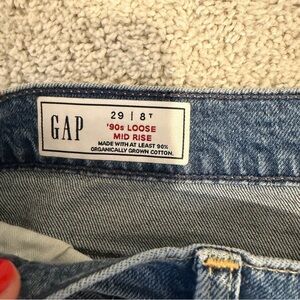 GAP
29 | 8ᵀ
'90s LOOSE
MID RISE
MADE WITH AT LEAST 90%
ORGANICALLY GROWN COTTON.